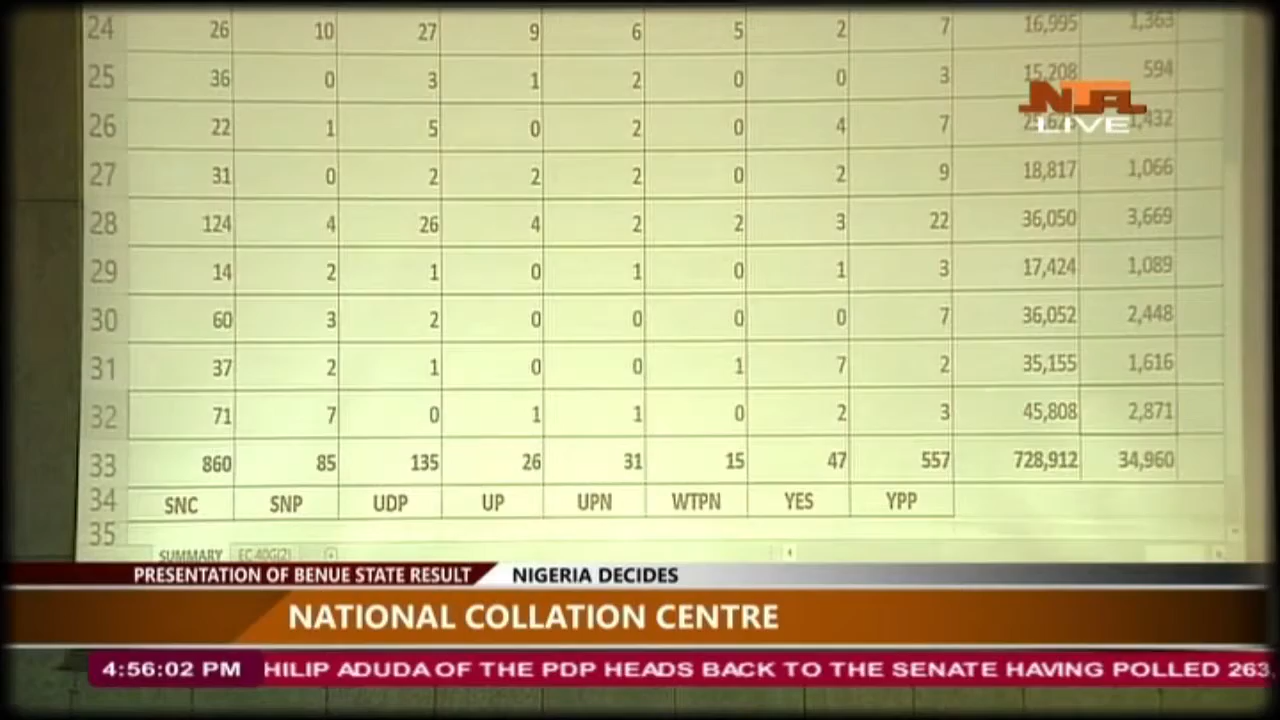 24 26 10 27 9 6 5 2 7 16,995 1,363
25 36 0 3 1 2 0 0 3 15,208 594
26 22 1 5 0 2 0 4 7 1,432
27 31 0 2 2 2 0 2 9 18,817 1,066
28 124 4 26 4 2 2 3 22 36,050 3,669
29 14 2 1 0 1 0 1 3 17,424 1,089
30 60 3 2 0 0 0 0 7 36,052 2,448
31 37 2 1 0 0 1 7 2 35,155 1,616
32 71 7 0 1 1 0 2 3 45,808 2,871
33 860 85 135 26 31 15 47 557 728,912 34,960
34 SNC SNP UDP UP UPN WTPN YES YPP
35
SUMMARY EC40G(2)
NTA
LIVE
PRESENTATION OF BENUE STATE RESULT NIGERIA DECIDES
NATIONAL COLLATION CENTRE
4:56:02 PM HILIP ADUDA OF THE PDP HEADS BACK TO THE SENATE HAVING POLLED 263,